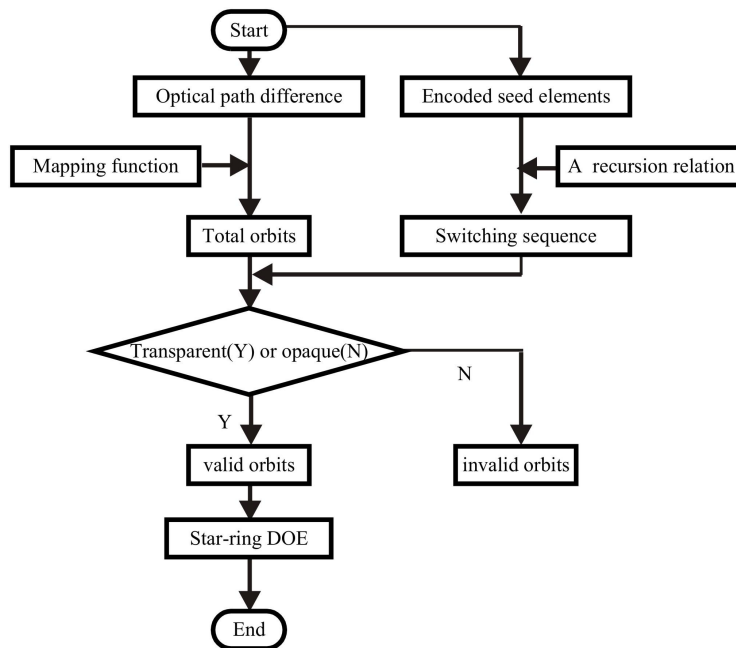 Start
Optical path difference
Encoded seed elements
Mapping function
A recursion relation
Total orbits
Switching sequence
Transparent(Y) or opaque(N)
N
Y
valid orbits
invalid orbits
Star-ring DOE
End